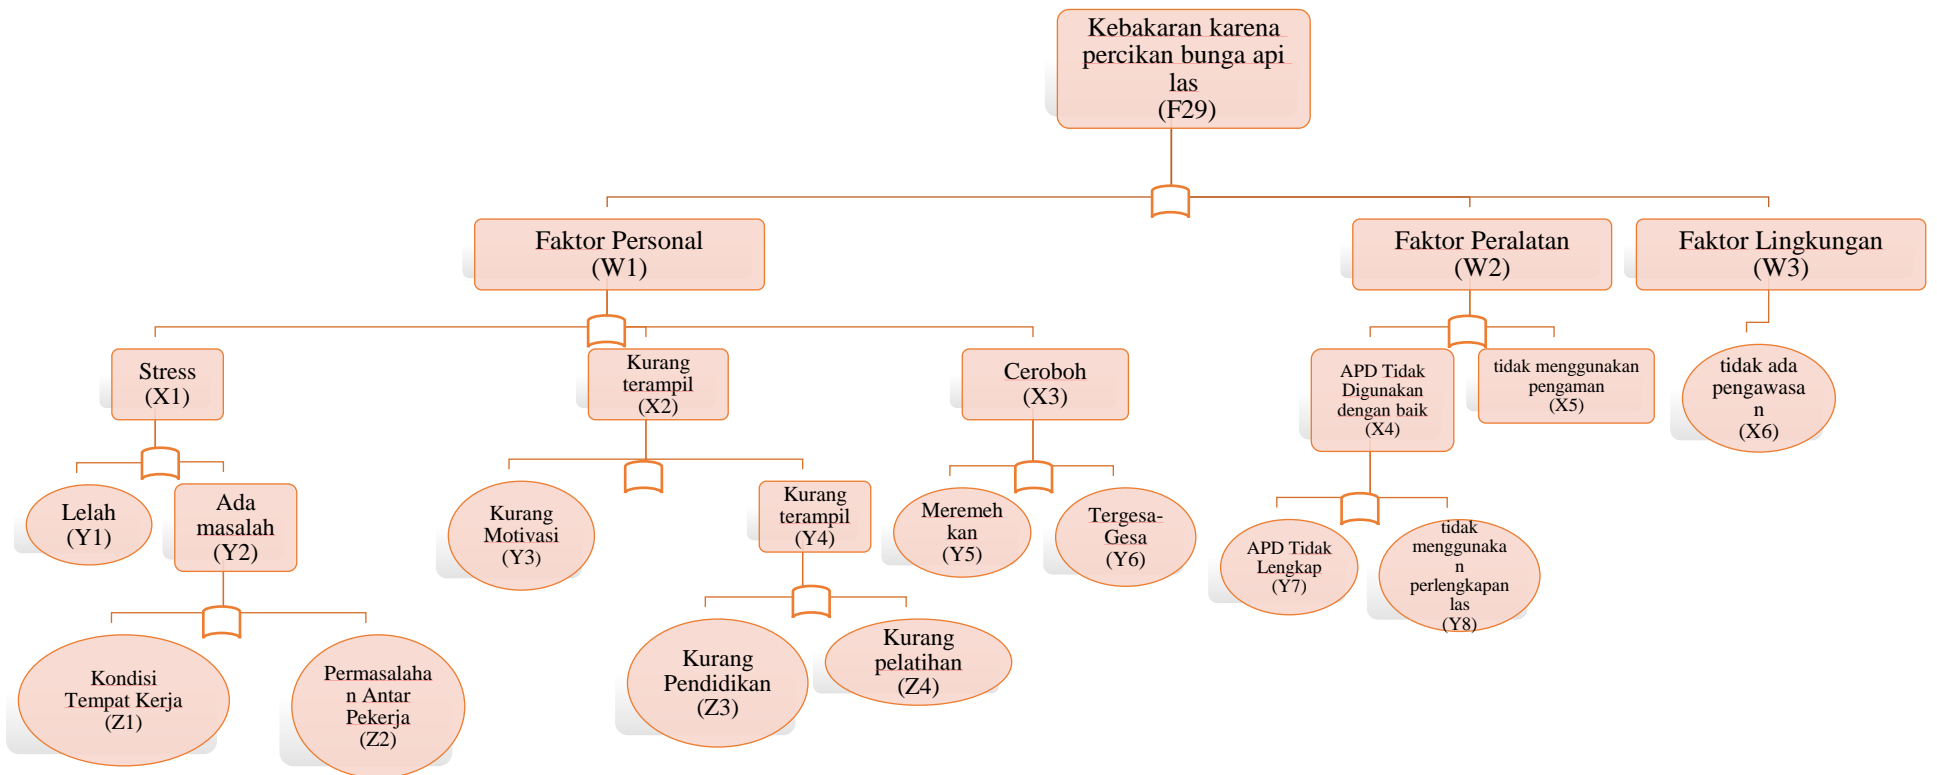 Kebakaran karena
percikan bunga api
las
(F29)
Faktor Personal
(W1)
Faktor Peralatan
(W2)
Faktor Lingkungan
(W3)
Stress
(X1)
Kurang
terampil
(X2)
Ceroboh
(X3)
APD Tidak
Digunakan
dengan baik
(X4)
tidak menggunakan
pengaman
(X5)
tidak ada
pengawasa
n
(X6)
Lelah
(Y1)
Ada
masalah
(Y2)
Kurang
Motivasi
(Y3)
Kurang
terampil
(Y4)
Meremeh
kan
(Y5)
Tergesa-
Gesa
(Y6)
APD Tidak
Lengkap
(Y7)
tidak
menggunaka
n
perlengkapan
las
(Y8)
Kondisi
Tempat Kerja
(Z1)
Permasalaha
n Antar
Pekerja
(Z2)
Kurang
Pendidikan
(Z3)
Kurang
pelatihan
(Z4)